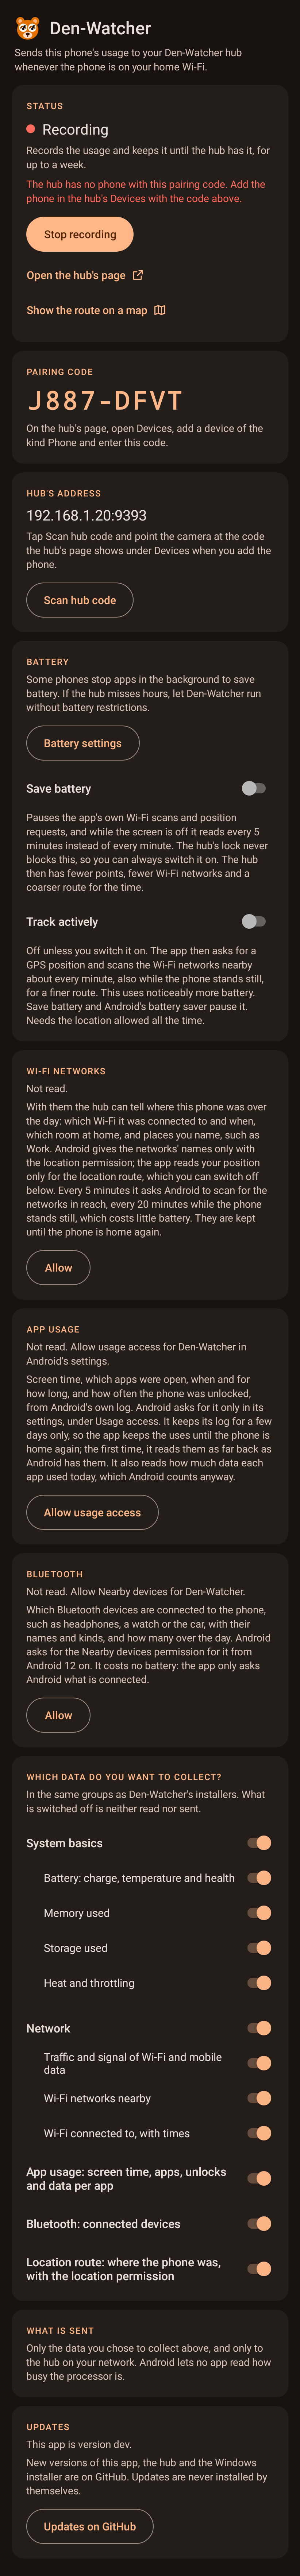 Den-Watcher
Sends this phone's usage to your Den-Watcher hub
whenever the phone is on your home Wi-Fi.
STATUS
Recording
Records the usage and keeps it until the hub has it, for
up to a week.
The hub has no phone with this pairing code. Add the
phone in the hub's Devices with the code above.
Stop recording
Open the hub's page
Show the route on a map
PAIRING CODE
J887-DFVT
On the hub's page, open Devices, add a device of the
kind Phone and enter this code.
HUB'S ADDRESS
192.168.1.20:9393
Tap Scan hub code and point the camera at the code
the hub's page shows under Devices when you add the
phone.
Scan hub code
BATTERY
Some phones stop apps in the background to save
battery. If the hub misses hours, let Den-Watcher run
without battery restrictions.
Battery settings
Save battery
Pauses the app's own Wi-Fi scans and position
requests, and while the screen is off it reads every 5
minutes instead of every minute. The hub's lock never
blocks this, so you can always switch it on. The hub
then has fewer points, fewer Wi-Fi networks and a
coarser route for the time.
Track actively
Off unless you switch it on. The app then asks for a
GPS position and scans the Wi-Fi networks nearby
about every minute, also while the phone stands still,
for a finer route. This uses noticeably more battery.
Save battery and Android's battery saver pause it.
Needs the location allowed all the time.
WI-FI NETWORKS
Not read.
With them the hub can tell where this phone was over
the day: which Wi-Fi it was connected to and when,
which room at home, and places you name, such as
Work. Android gives the networks' names only with
the location permission; the app reads your position
only for the location route, which you can switch off
below. Every 5 minutes it asks Android to scan for the
networks in reach, every 20 minutes while the phone
stands still, which costs little battery. They are kept
until the phone is home again.
Allow
APP USAGE
Not read. Allow usage access for Den-Watcher in
Android's settings.
Screen time, which apps were open, when and for
how long, and how often the phone was unlocked,
from Android's own log. Android asks for it only in its
settings, under Usage access. It keeps its log for a few
days only, so the app keeps the uses until the phone is
home again; the first time, it reads them as far back as
Android has them. It also reads how much data each
app used today, which Android counts anyway.
Allow usage access
BLUETOOTH
Not read. Allow Nearby devices for Den-Watcher.
Which Bluetooth devices are connected to the phone,
such as headphones, a watch or the car, with their
names and kinds, and how many over the day. Android
asks for the Nearby devices permission for it from
Android 12 on. It costs no battery: the app only asks
Android what is connected.
Allow
WHICH DATA DO YOU WANT TO COLLECT?
In the same groups as Den-Watcher's installers. What
is switched off is neither read nor sent.
System basics
Battery: charge, temperature and health
Memory used
Storage used
Heat and throttling
Network
Traffic and signal of Wi-Fi and mobile
data
Wi-Fi networks nearby
Wi-Fi connected to, with times
App usage: screen time, apps, unlocks
and data per app
Bluetooth: connected devices
Location route: where the phone was,
with the location permission
WHAT IS SENT
Only the data you chose to collect above, and only to
the hub on your network. Android lets no app read how
busy the processor is.
UPDATES
This app is version dev.
New versions of this app, the hub and the Windows
installer are on GitHub. Updates are never installed by
themselves.
Updates on GitHub